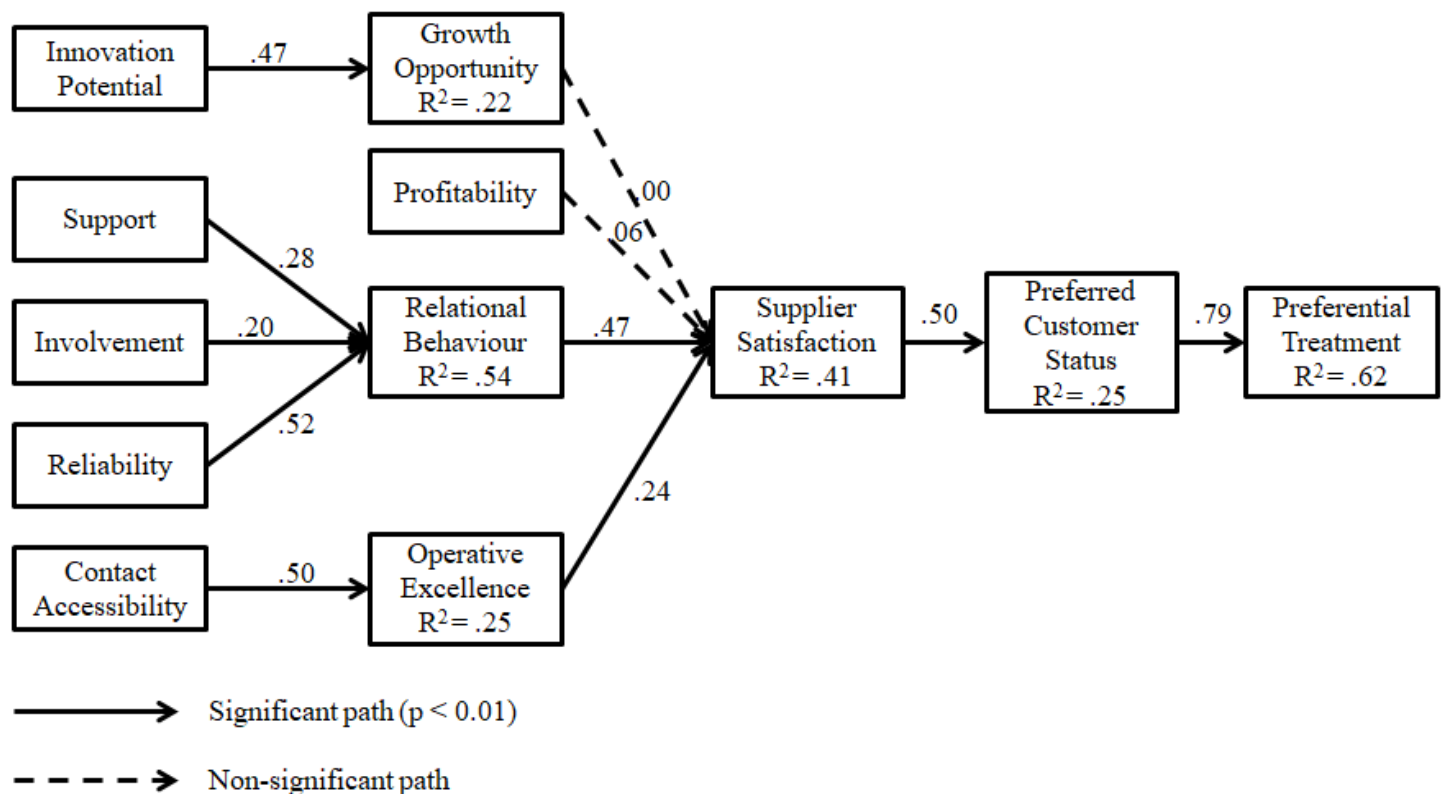 Innovation
Potential
.47
Growth
Opportunity
R² = .22
Profitability
.00
.06
Support
.28
Involvement
.20
Reliability
.52
Relational
Behaviour
R² = .54
.47
Supplier
Satisfaction
R² = .41
.50
Preferred
Customer
Status
R² = .25
.79
Preferential
Treatment
R² = .62
Contact
Accessibility
.50
Operative
Excellence
R² = .25
.24
Significant path (p < 0.01)
Non-significant path